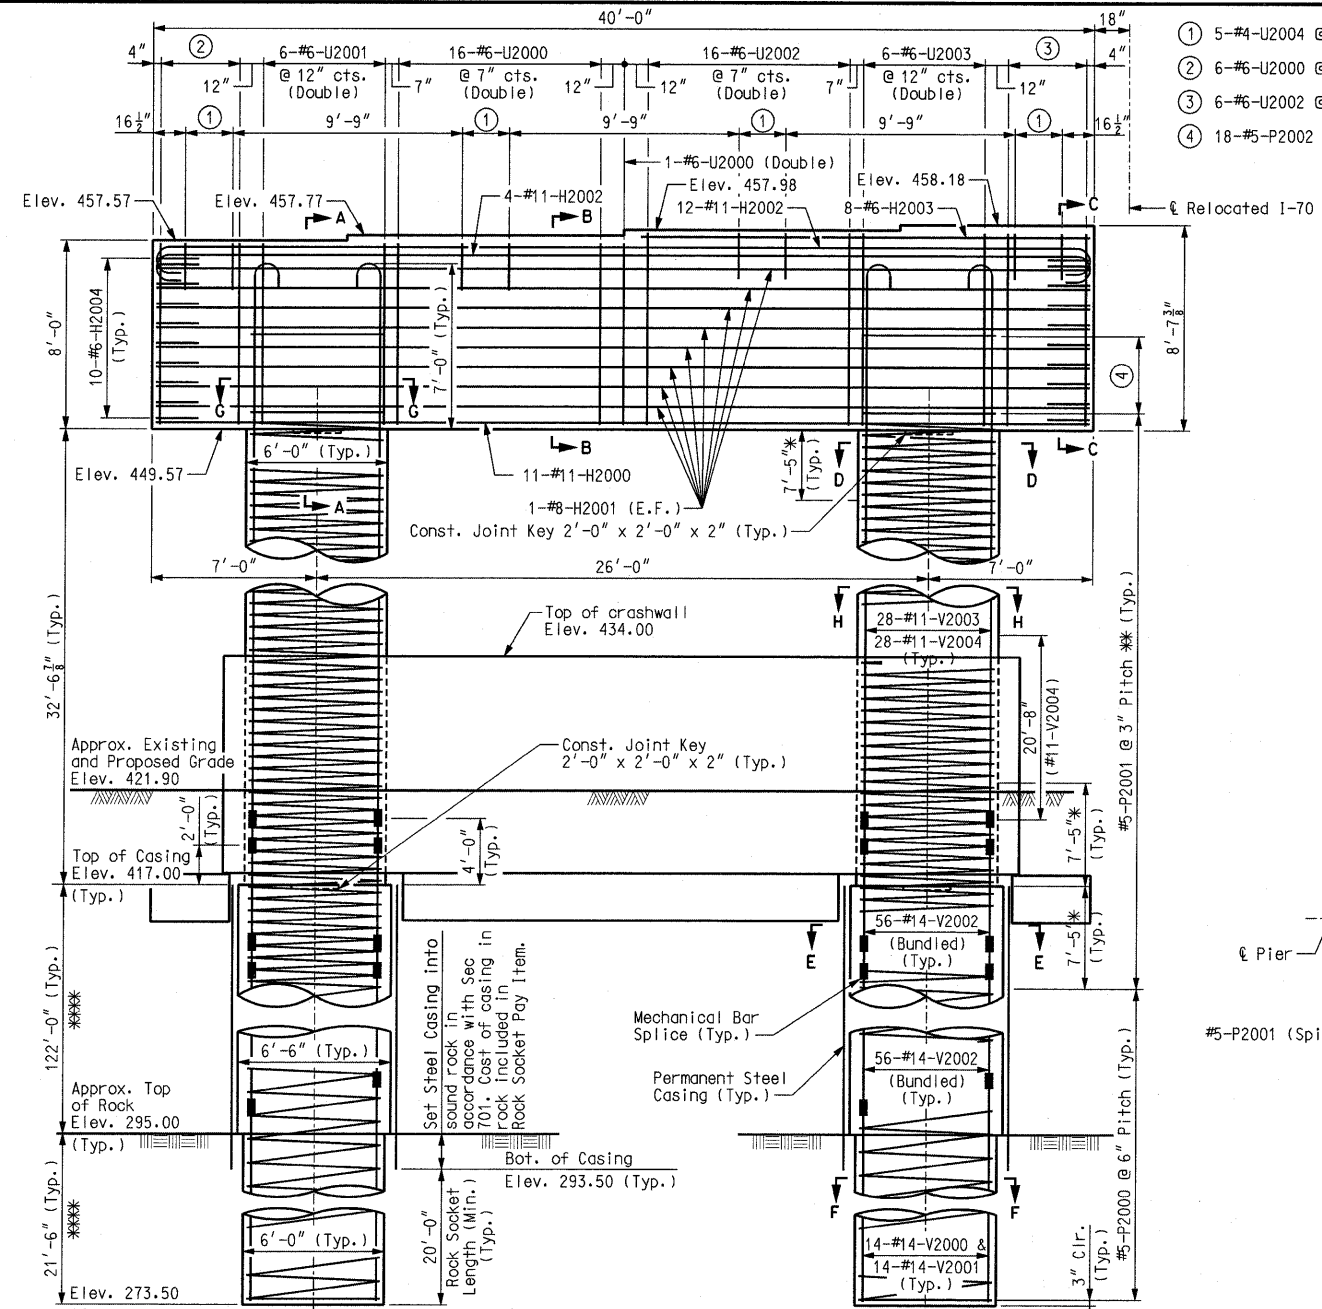 40'-0"
18"
4"
②
6-#6-U2001
@ 12" cts.
(Double)
16-#6-U2000
@ 7" cts.
(Double)
16-#6-U2002
@ 7" cts.
(Double)
6-#6-U2003
@ 12" cts.
(Double)
③
4"
12"
7"
12"
12"
7"
12"
① 5-#4-U2004 @
② 6-#6-U2000 @
③ 6-#6-U2002 @
④ 18-#5-P2002
16½"
①
9'-9"
①
9'-9"
①
9'-9"
①
16½"
1-#6-U2000 (Double)
Elev. 457.57
Elev. 457.77
A
4-#11-H2002
B
Elev. 457.98
12-#11-H2002
Elev. 458.18
8-#6-H2003
C
℄ Relocated I-70
8'-0"
10-#6-H2004
(Typ.)
7'-0" (Typ.)
8'-7⅜"
④
G
G
B
C
Elev. 449.57
6'-0" (Typ.)
A
11-#11-H2000
1-#8-H2001 (E.F.)
Const. Joint Key 2'-0" x 2'-0" x 2" (Typ.)
7'-5"*
(Typ.)
D
D
7'-0"
26'-0"
7'-0"
32'-6⅞" (Typ.)
Top of crashwall
Elev. 434.00
H
H
28-#11-V2003
28-#11-V2004
(Typ.)
20'-8"
(#11-V2004)
#5-P2001 @ 3" Pitch ** (Typ.)
Approx. Existing
and Proposed Grade
Elev. 421.90
2'-0"
(Typ.)
Const. Joint Key
2'-0" x 2'-0" x 2" (Typ.)
4'-0"
(Typ.)
7'-5"*
(Typ.)
Top of Casing
Elev. 417.00
(Typ.)
56-#14-V2002
(Bundled)
(Typ.)
7'-5"*
(Typ.)
E
E
℄ Pier
122'-0" (Typ.)
***
Set Steel Casing into
sound rock in
accordance with Sec
701. Cost of casing in
rock included in
Rock Socket Pay Item.
Mechanical Bar
Splice (Typ.)
#5-P2001 (Spi
6'-6" (Typ.)
56-#14-V2002
(Bundled)
(Typ.)
Permanent Steel
Casing (Typ.)
Approx. Top
of Rock
Elev. 295.00
(Typ.)
Bot. of Casing
Elev. 293.50 (Typ.)
F
F
#5-P2000 @ 6" Pitch (Typ.)
21'-6" (Typ.)
***
6'-0" (Typ.)
20'-0"
Rock Socket
Length (Min.)
(Typ.)
14-#14-V2000 &
14-#14-V2001
(Typ.)
3" Clr.
(Typ.)
Elev. 273.50